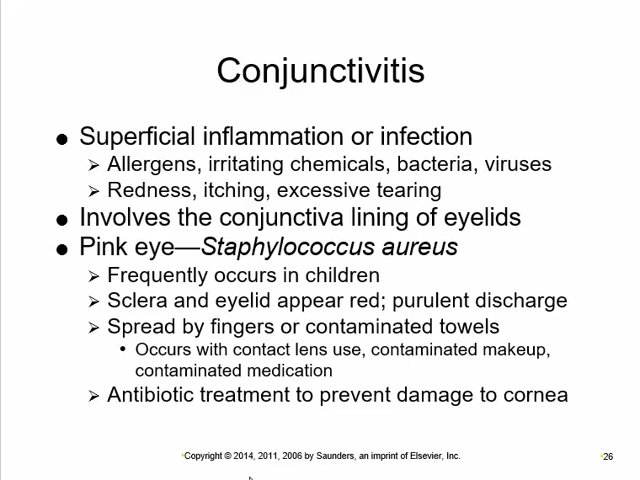 Conjunctivitis
● Superficial inflammation or infection
➢ Allergens, irritating chemicals, bacteria, viruses
➢ Redness, itching, excessive tearing
● Involves the conjunctiva lining of eyelids
● Pink eye—Staphylococcus aureus
➢ Frequently occurs in children
➢ Sclera and eyelid appear red; purulent discharge
➢ Spread by fingers or contaminated towels
• Occurs with contact lens use, contaminated makeup,
contaminated medication
➢ Antibiotic treatment to prevent damage to cornea
•Copyright © 2014, 2011, 2006 by Saunders, an imprint of Elsevier, Inc.
•26